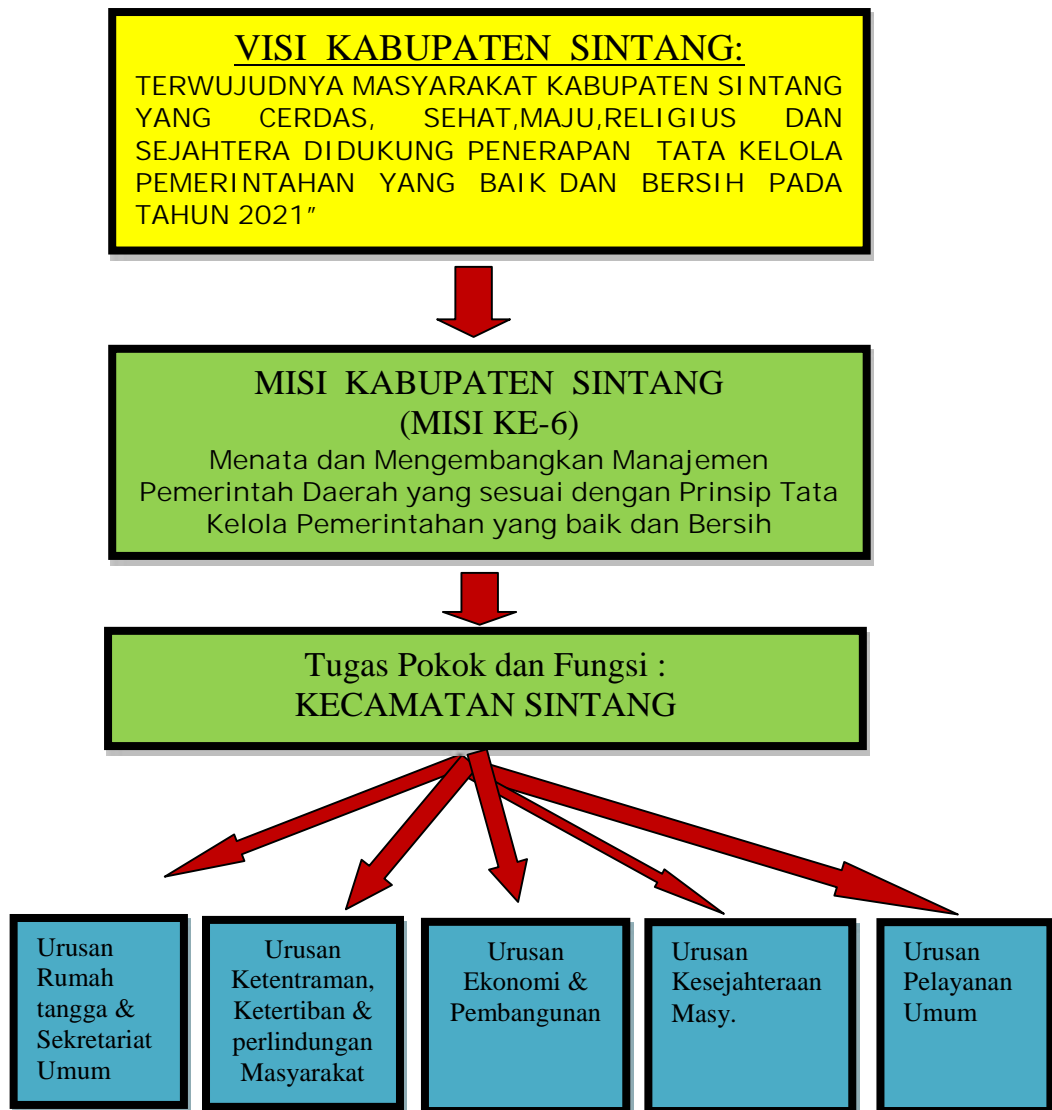 VISI KABUPATEN SINTANG:
TERWUJUDNYA MASYARAKAT KABUPATEN SINTANG
YANG CERDAS, SEHAT,MAJU,RELIGIUS DAN
SEJAHTERA DIDUKUNG PENERAPAN TATA KELOLA
PEMERINTAHAN YANG BAIK DAN BERSIH PADA
TAHUN 2021”
MISI KABUPATEN SINTANG
(MISI KE-6)
Menata dan Mengembangkan Manajemen
Pemerintah Daerah yang sesuai dengan Prinsip Tata
Kelola Pemerintahan yang baik dan Bersih
Tugas Pokok dan Fungsi :
KECAMATAN SINTANG
Urusan
Rumah
tangga &
Sekretariat
Umum
Urusan
Ketentraman,
Ketertiban &
perlindungan
Masyarakat
Urusan
Ekonomi &
Pembangunan
Urusan
Kesejahteraan
Masy.
Urusan
Pelayanan
Umum